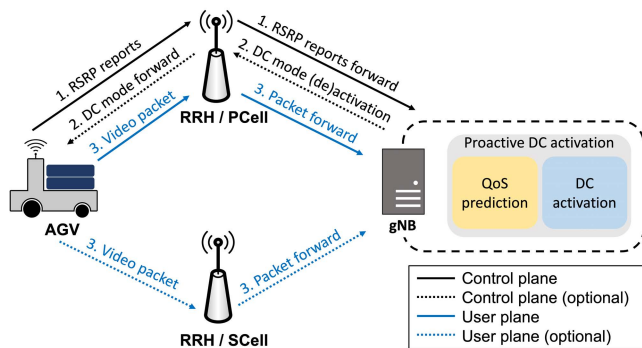 1. RSRP reports
2. DC mode forward
3. Video packet
RRH / PCell
1. RSRP reports forward
2. DC mode (de)activation
3. Packet forward
AGV
3. Video packet
RRH / SCell
3. Packet forward
gNB
Proactive DC activation
QoS
prediction
DC
activation
Control plane
Control plane (optional)
User plane
User plane (optional)